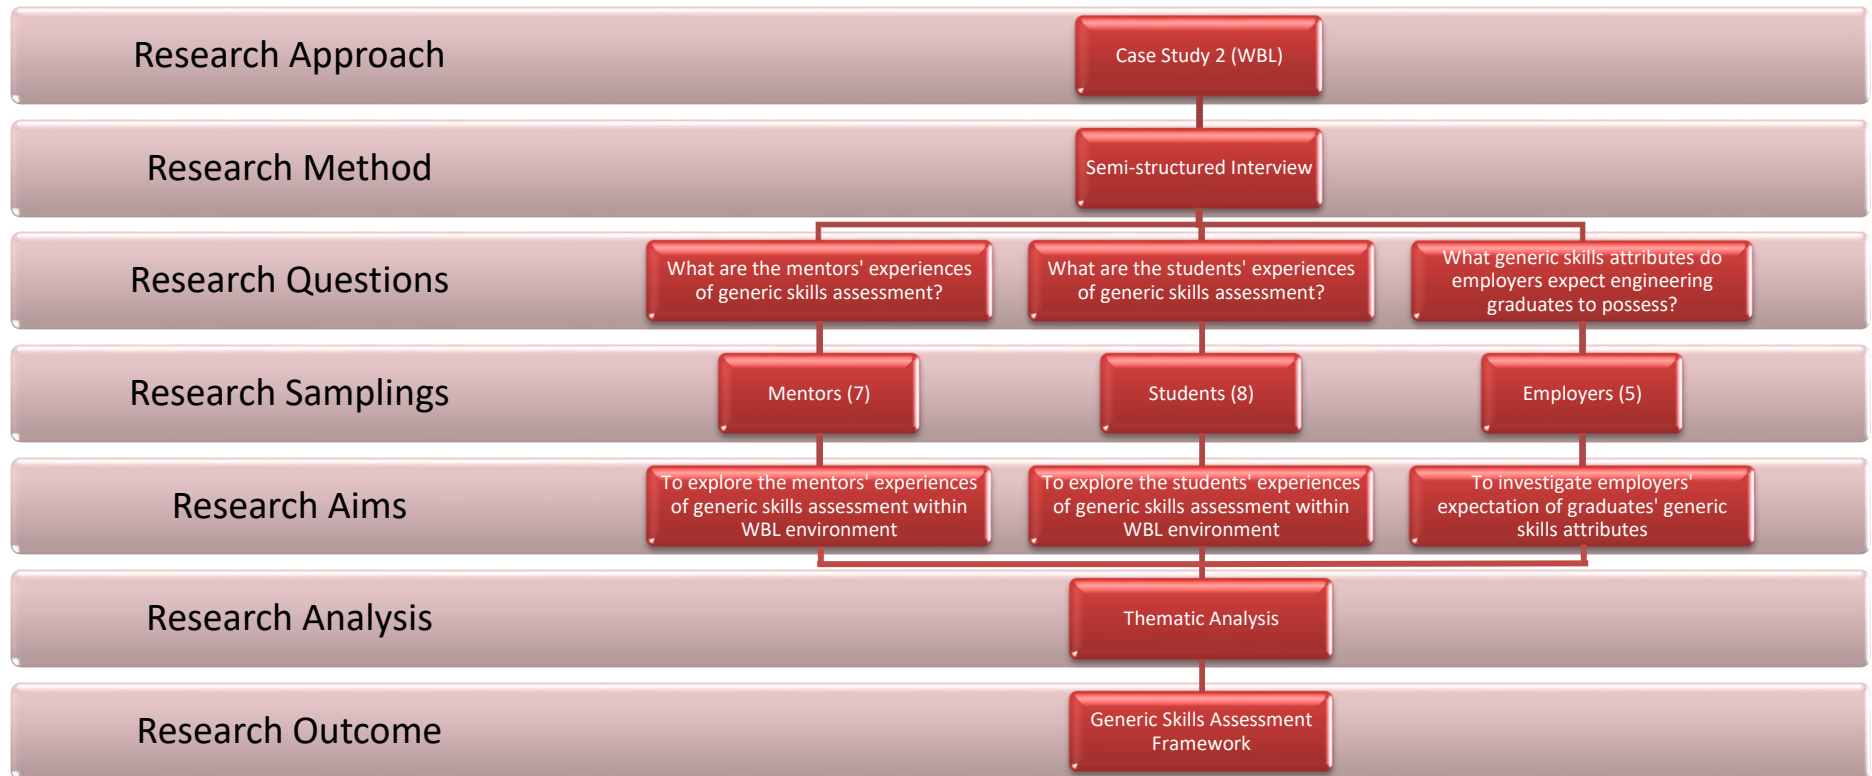 Research Approach
Case Study 2 (WBL)
Research Method
Semi-structured Interview
Research Questions
What are the mentors' experiences
of generic skills assessment?
What are the students' experiences
of generic skills assessment?
What generic skills attributes do
employers expect engineering
graduates to possess?
Research Samplings
Mentors (7)
Students (8)
Employers (5)
Research Aims
To explore the mentors' experiences
of generic skills assessment within
WBL environment
To explore the students' experiences
of generic skills assessment within
WBL environment
To investigate employers'
expectation of graduates' generic
skills attributes
Research Analysis
Thematic Analysis
Research Outcome
Generic Skills Assessment
Framework